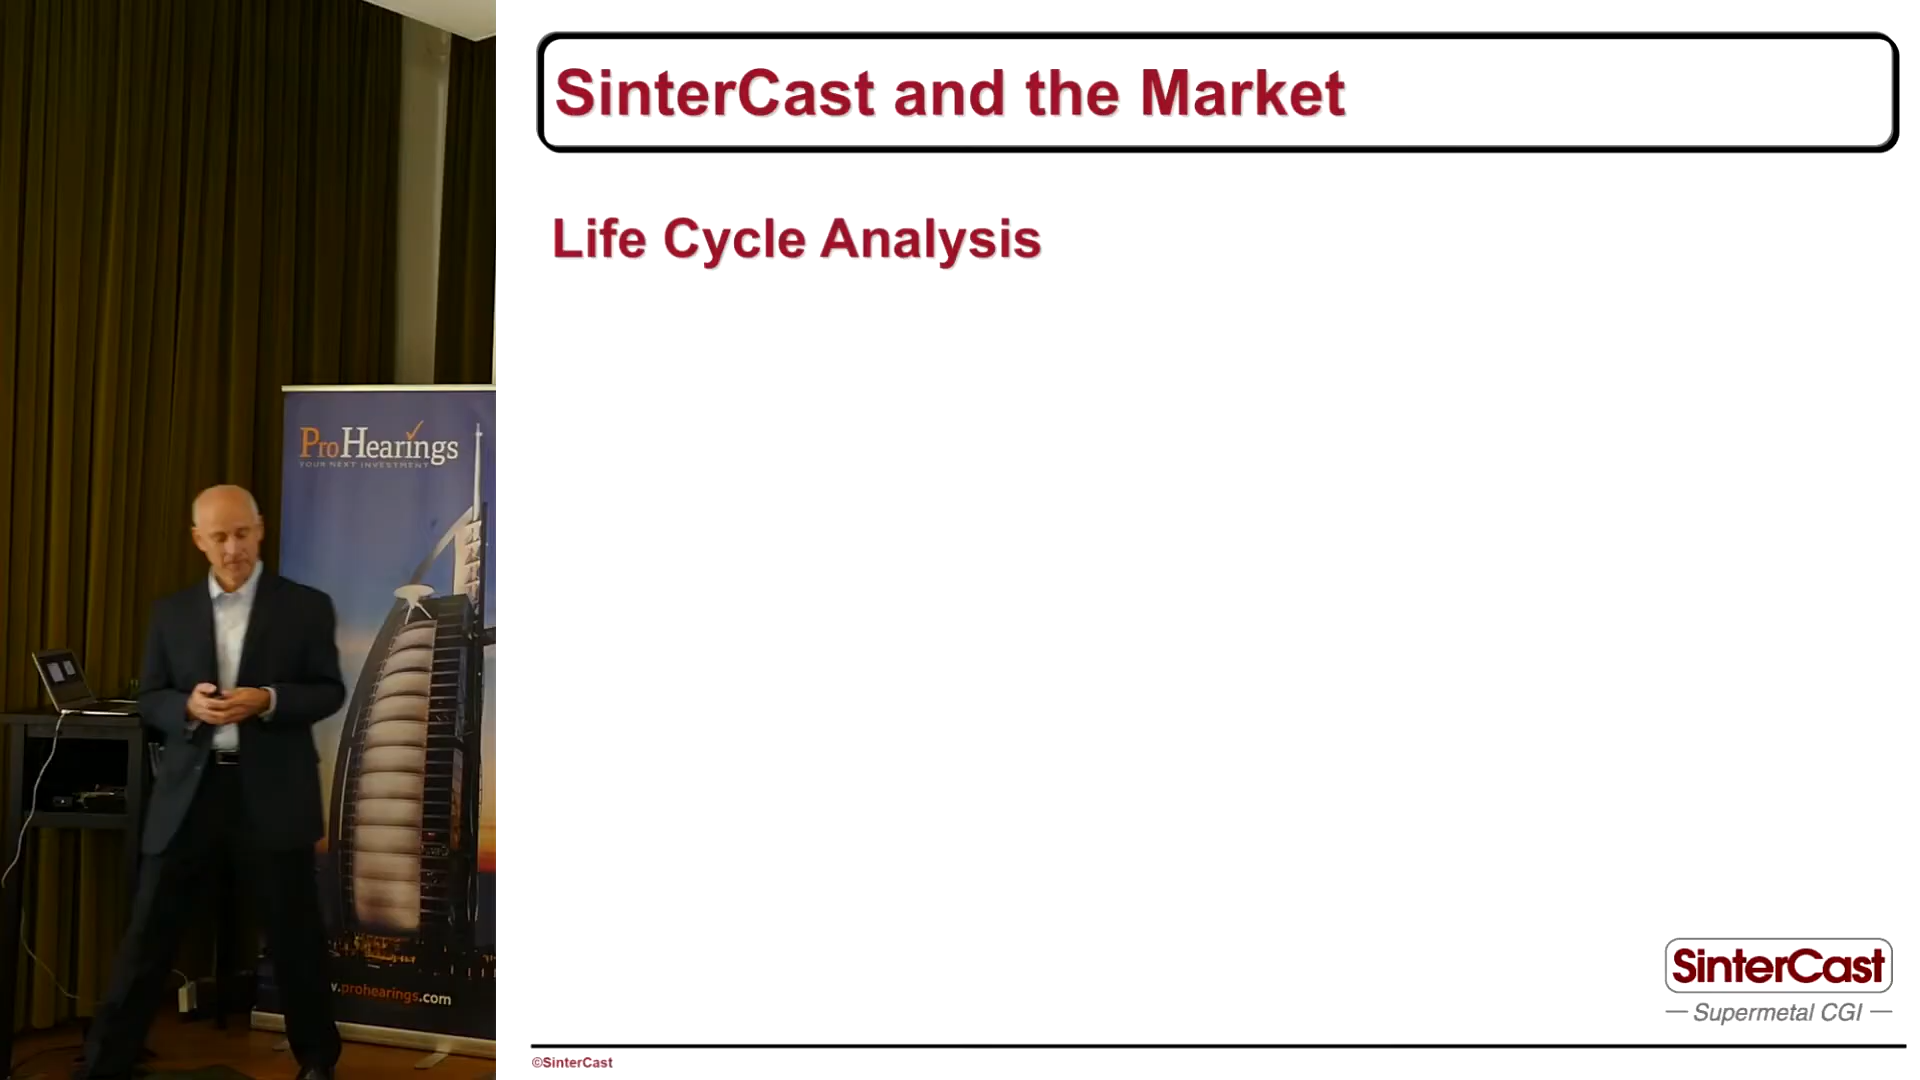 SinterCast and the Market
Life Cycle Analysis
ProHearings
YOUR NEXT INVESTMENT
v.prohearings.com
SinterCast
— Supermetal CGI —
©SinterCast